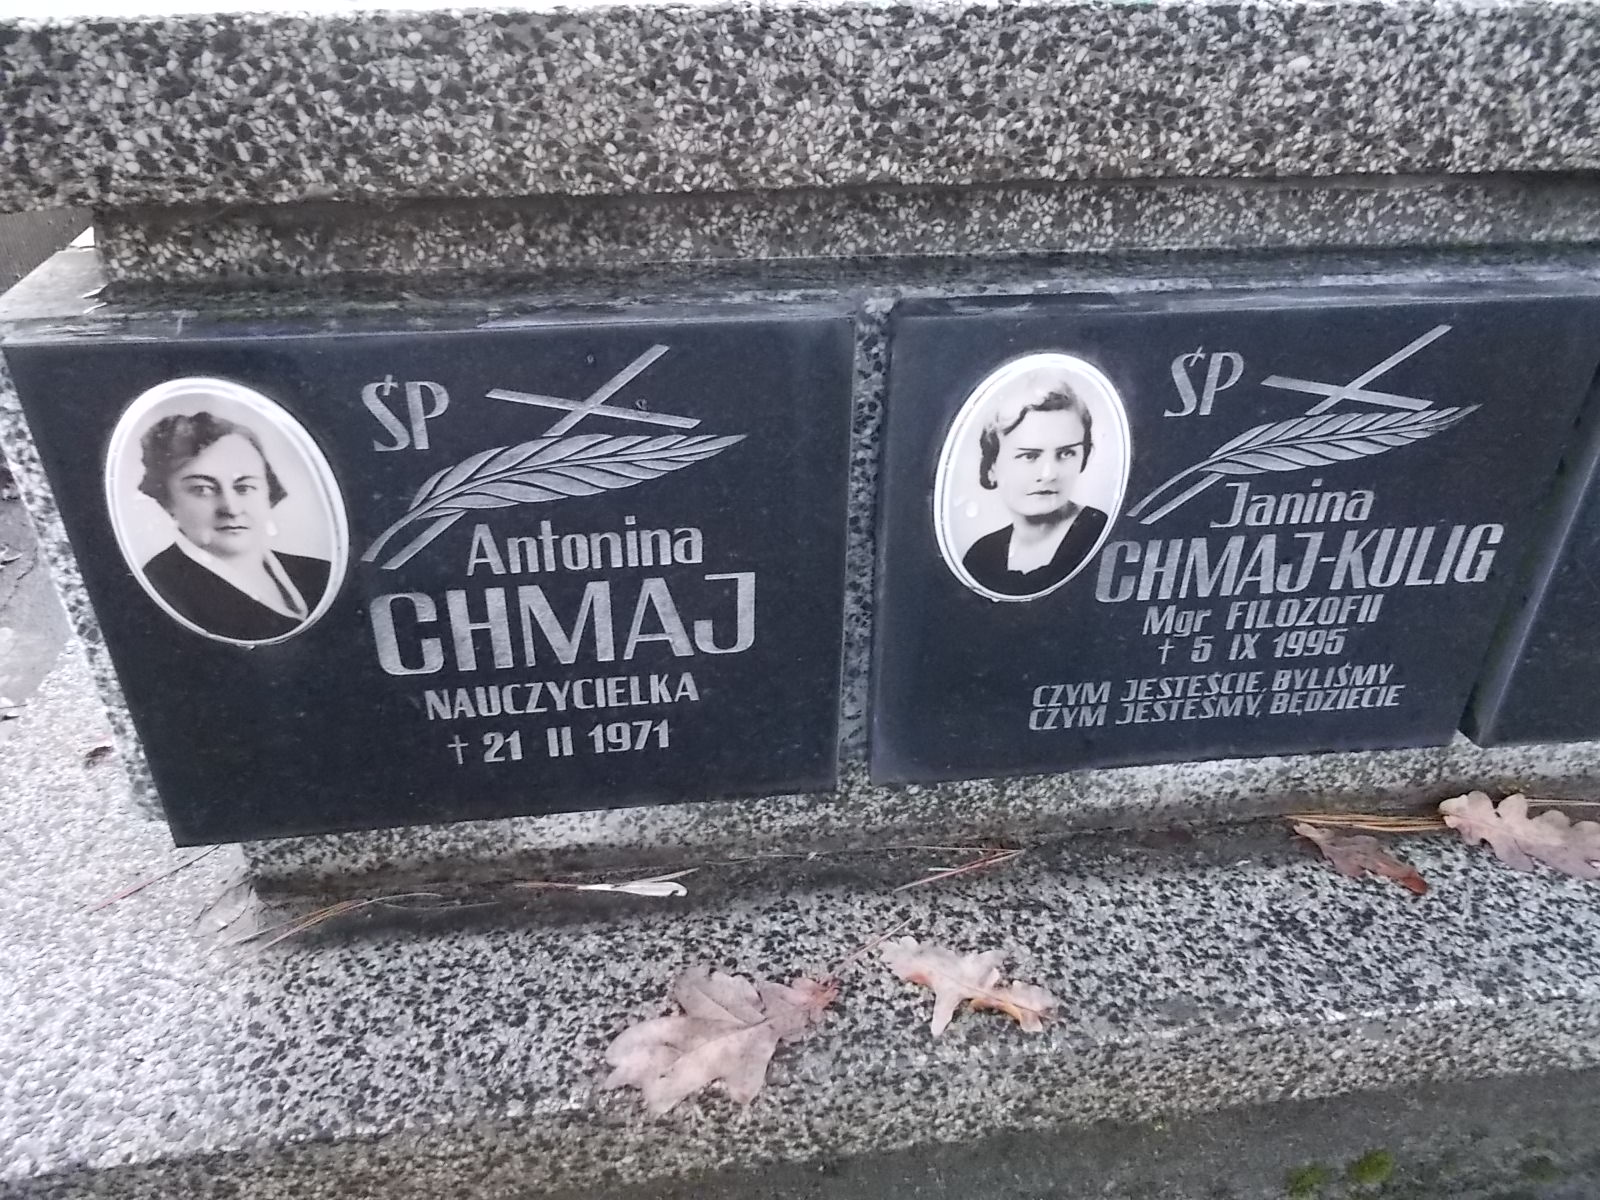 ŚP
Antonina
CHMAJ
NAUCZYCIELKA
† 21 II 1971
ŚP
Janina
CHMAJ-KULIG
Mgr FILOZOFII
† 5 IX 1995
CZYM JESTEŚCIE, BYLIŚMY
CZYM JESTEŚMY, BĘDZIECIE